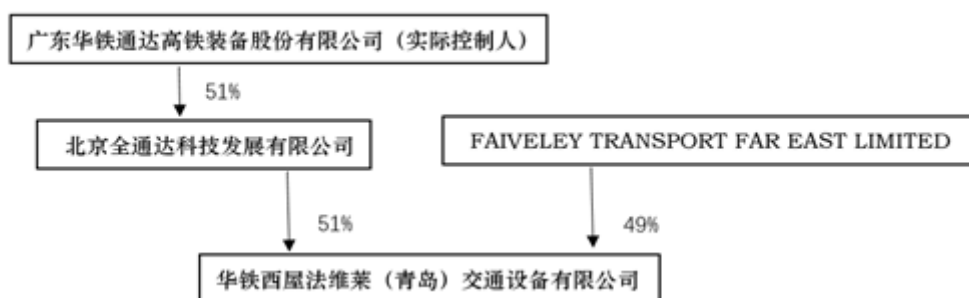 广东华铁通达高铁装备股份有限公司（实际控制人）
51%
北京全通达科技发展有限公司
FAIVELEY TRANSPORT FAR EAST LIMITED
51%
49%
华铁西屋法维莱（青岛）交通设备有限公司